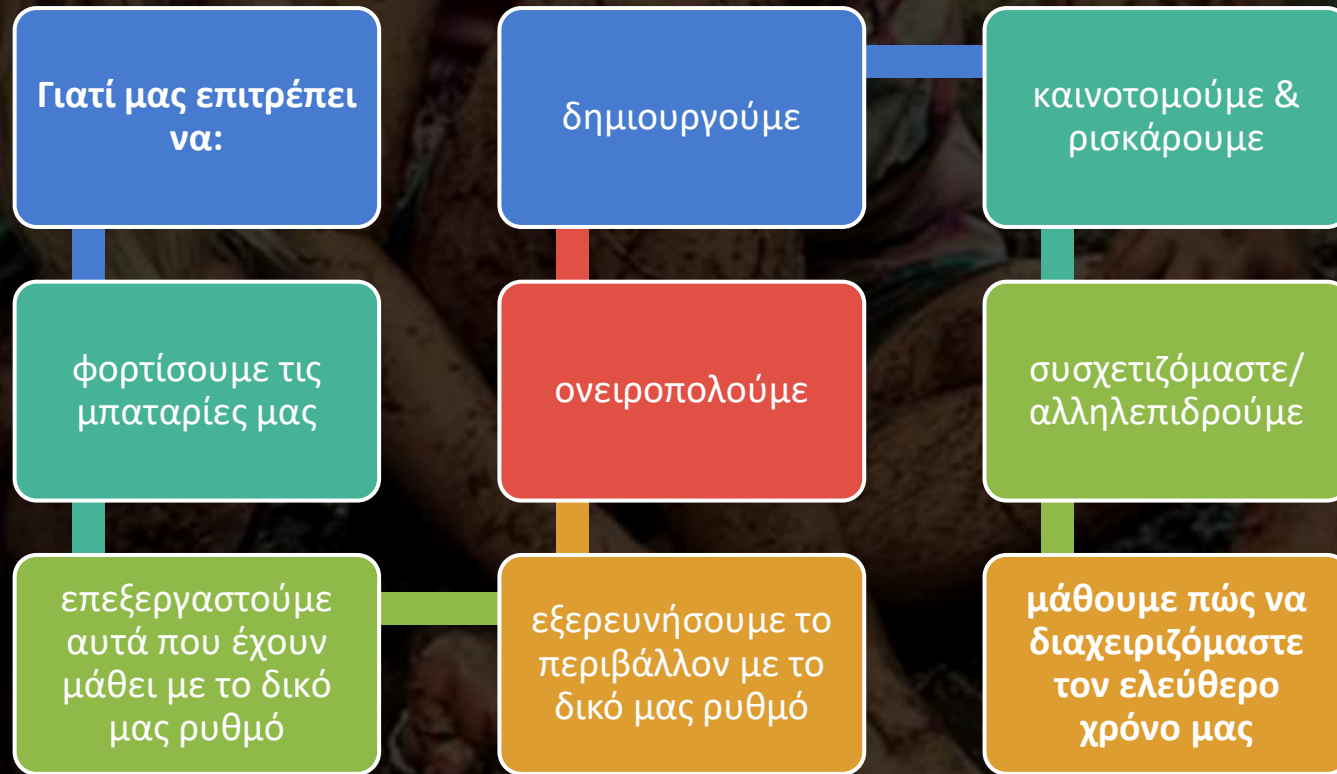 Γιατί μας επιτρέπει
να:
φορτίσουμε τις
μπαταρίες μας
επεξεργαστούμε
αυτά που έχουν
μάθει με το δικό
μας ρυθμό
εξερευνήσουμε το
περιβάλλον με το
δικό μας ρυθμό
ονειροπολούμε
δημιουργούμε
καινοτομούμε &
ρισκάρουμε
συσχετιζόμαστε/
αλληλεπιδρούμε
μάθουμε πώς να
διαχειριζόμαστε
τον ελεύθερο
χρόνο μας